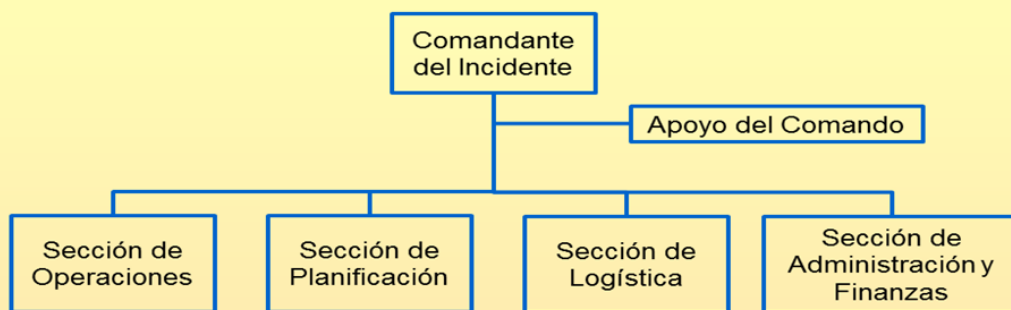 Comandante
del Incidente
Apoyo del Comando
Sección de
Operaciones
Sección de
Planificación
Sección de
Logística
Sección de
Administración y
Finanzas